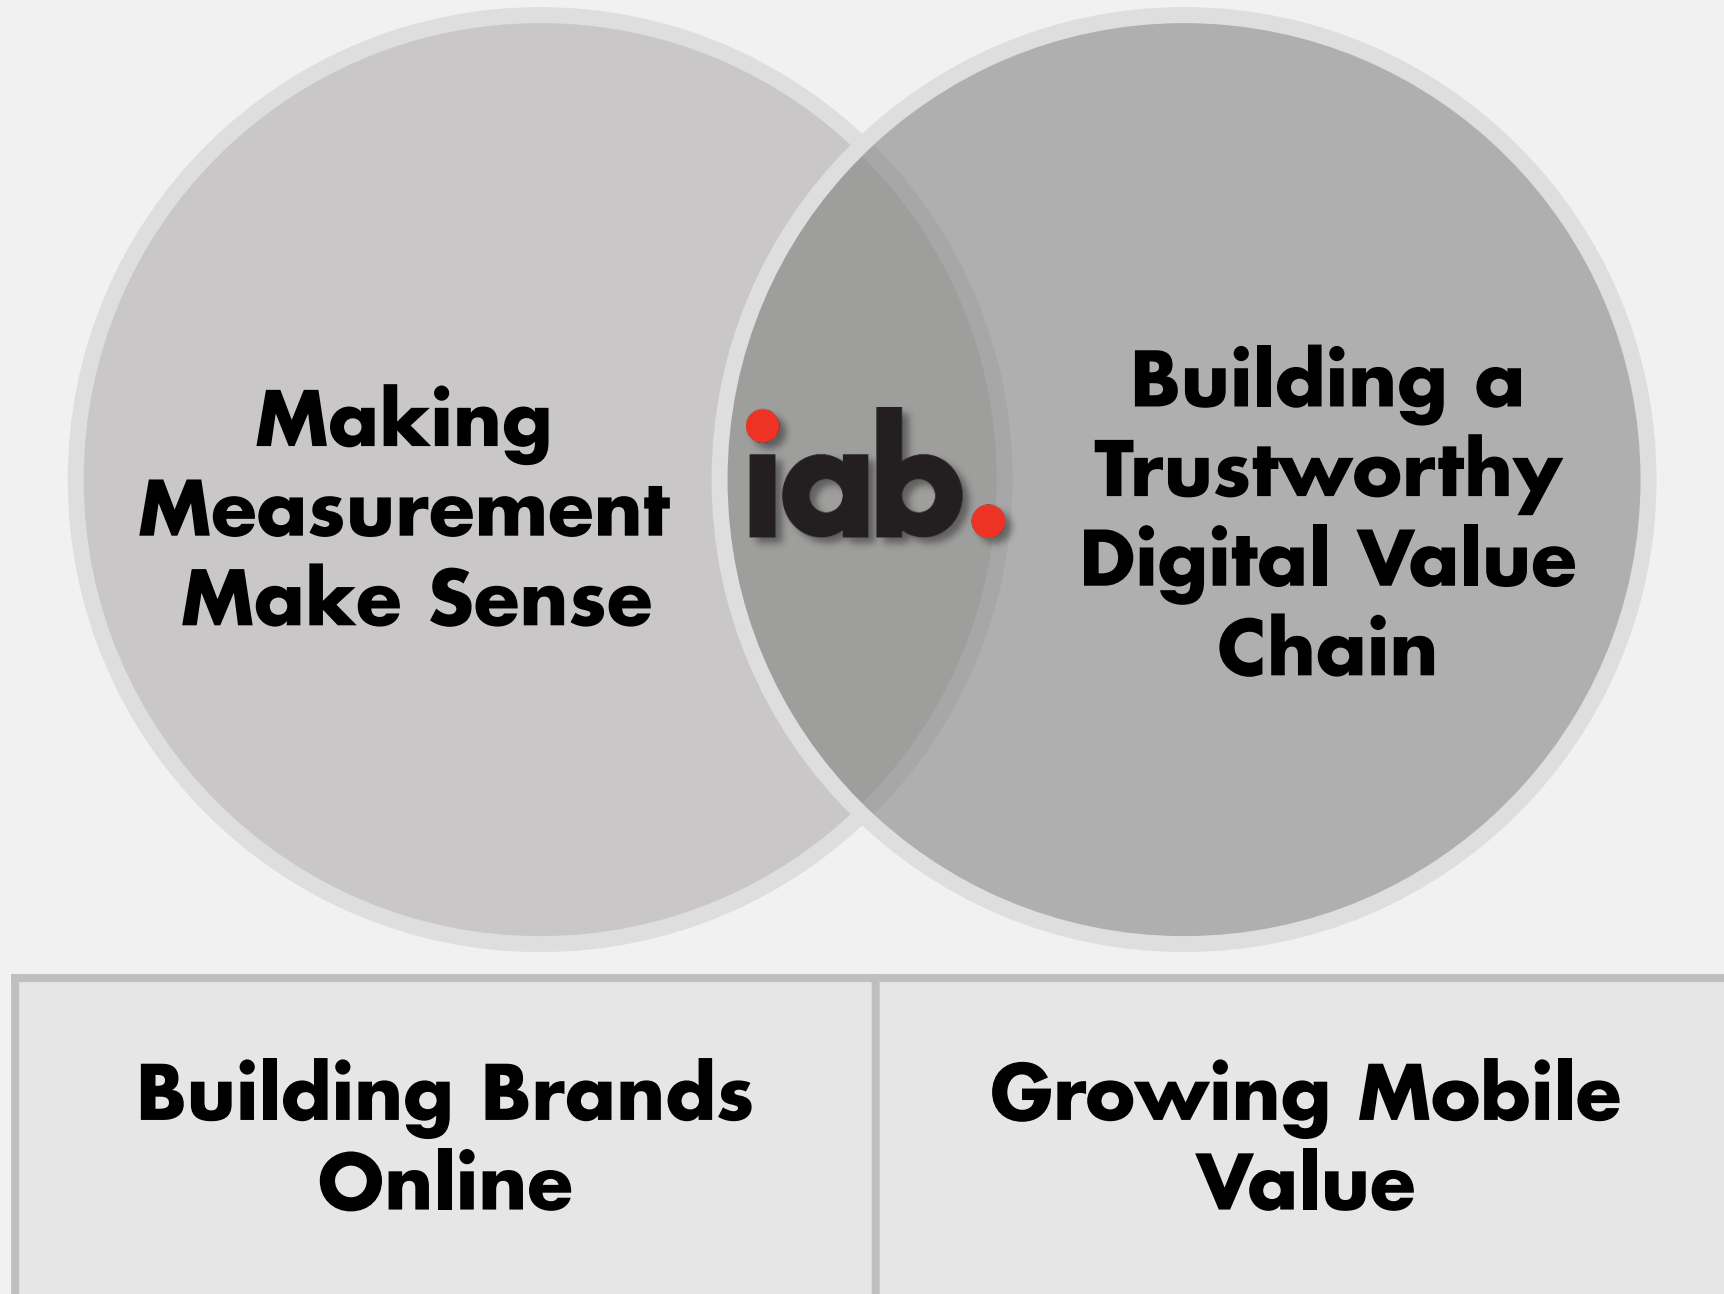 Making
Measurement
Make Sense
iab.
Building a
Trustworthy
Digital Value
Chain
Building Brands
Online
Growing Mobile
Value